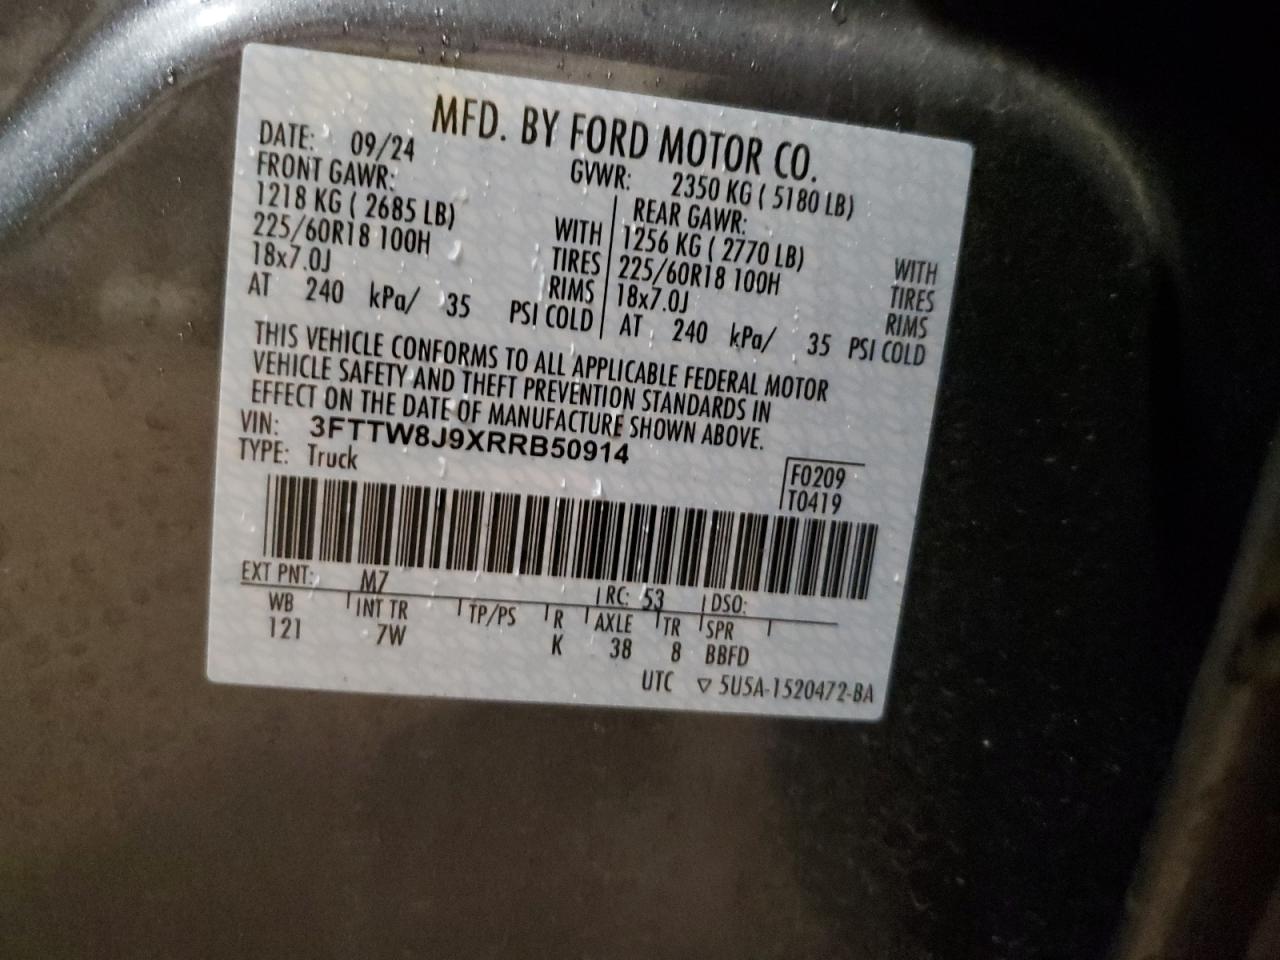 MFD. BY FORD MOTOR CO.
DATE: 09/24 GVWR: 2350 KG ( 5180 LB)
FRONT GAWR: REAR GAWR:
1218 KG ( 2685 LB) WITH 1256 KG ( 2770 LB) WITH
225/60R18 100H TIRES 225/60R18 100H TIRES
18x7.0J RIMS 18x7.0J RIMS
AT 240 kPa/ 35 PSI COLD AT 240 kPa/ 35 PSI COLD
THIS VEHICLE CONFORMS TO ALL APPLICABLE FEDERAL MOTOR
VEHICLE SAFETY AND THEFT PREVENTION STANDARDS IN
EFFECT ON THE DATE OF MANUFACTURE SHOWN ABOVE.
VIN: 3FTTW8J9XRRB50914
TYPE: Truck F0209
T0419
EXT PNT: M7 RC: 53 DSO:
WB INT TR TP/PS R AXLE TR SPR
121 7W K 38 8 BBFD
UTC ▽ 5U5A-1520472-BA